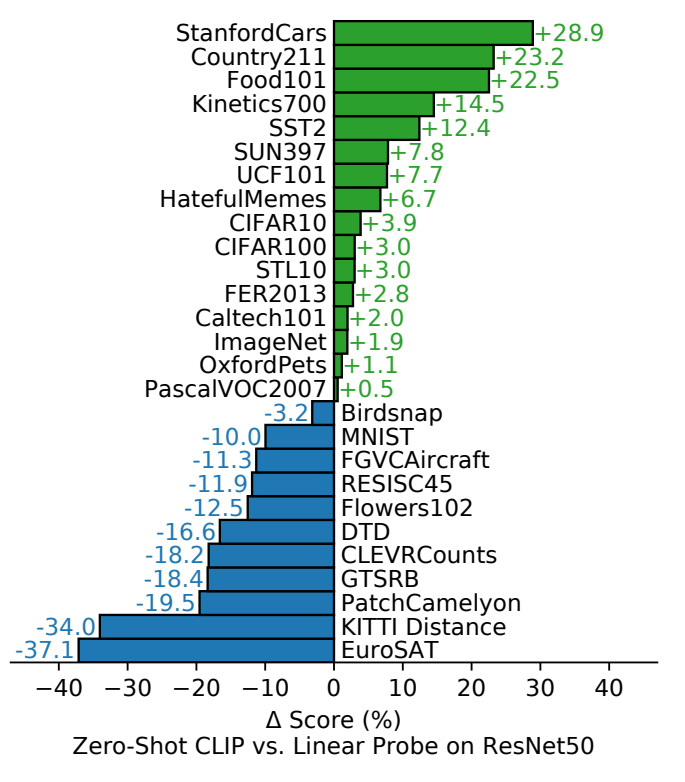 StanfordCars +28.9
Country211 +23.2
Food101 +22.5
Kinetics700 +14.5
SST2 +12.4
SUN397 +7.8
UCF101 +7.7
HatefulMemes +6.7
CIFAR10 +3.9
CIFAR100 +3.0
STL10 +3.0
FER2013 +2.8
Caltech101 +2.0
ImageNet +1.9
OxfordPets +1.1
PascalVOC2007 +0.5
-3.2 Birdsnap
-10.0 MNIST
-11.3 FGVCAircraft
-11.9 RESISC45
-12.5 Flowers102
-16.6 DTD
-18.2 CLEVRCounts
-18.4 GTSRB
-19.5 PatchCamelyon
-34.0 KITTI Distance
-37.1 EuroSAT
−40 −30 −20 −10 0 10 20 30 40
Δ Score (%)
Zero-Shot CLIP vs. Linear Probe on ResNet50